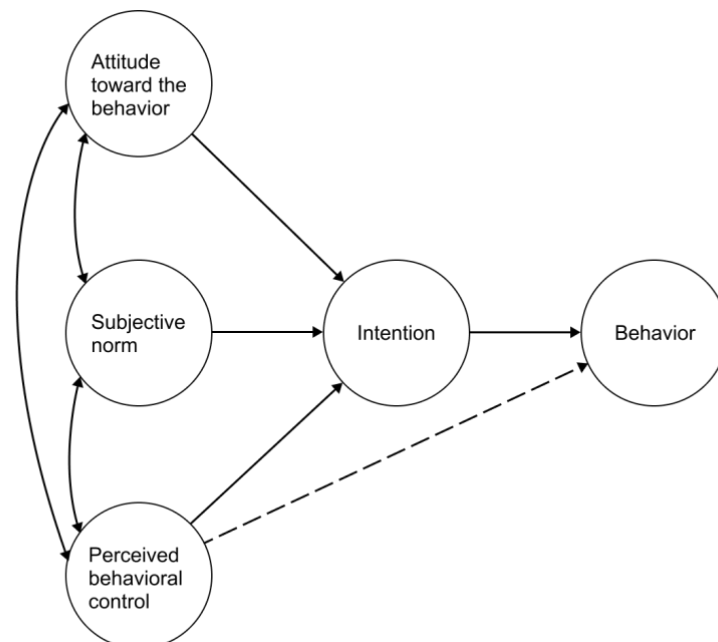 Attitude
toward the
behavior
Subjective
norm
Intention
Behavior
Perceived
behavioral
control